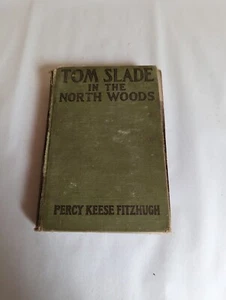 TOM SLADE
IN THE
NORTH WOODS
PERCY KEESE FITZHUGH